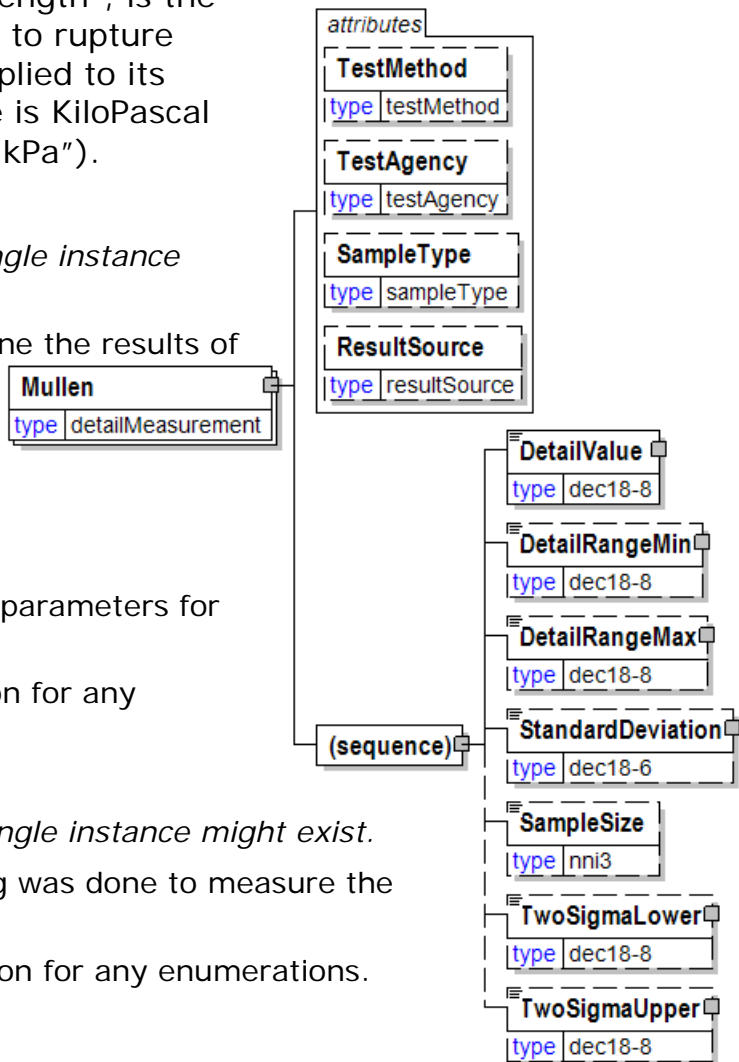 ength", is the
to rupture
plied to its
e is KiloPascal
kPa").
ngle instance
ne the results of
parameters for
on for any
ngle instance might exist.
g was done to measure the
on for any enumerations.
Mullen
type detailMeasurement
attributes
TestMethod
type testMethod
TestAgency
type testAgency
SampleType
type sampleType
ResultSource
type resultSource
(sequence)
DetailValue
type dec18-8
DetailRangeMin
type dec18-8
DetailRangeMax
type dec18-8
StandardDeviation
type dec18-6
SampleSize
type nni3
TwoSigmaLower
type dec18-8
TwoSigmaUpper
type dec18-8